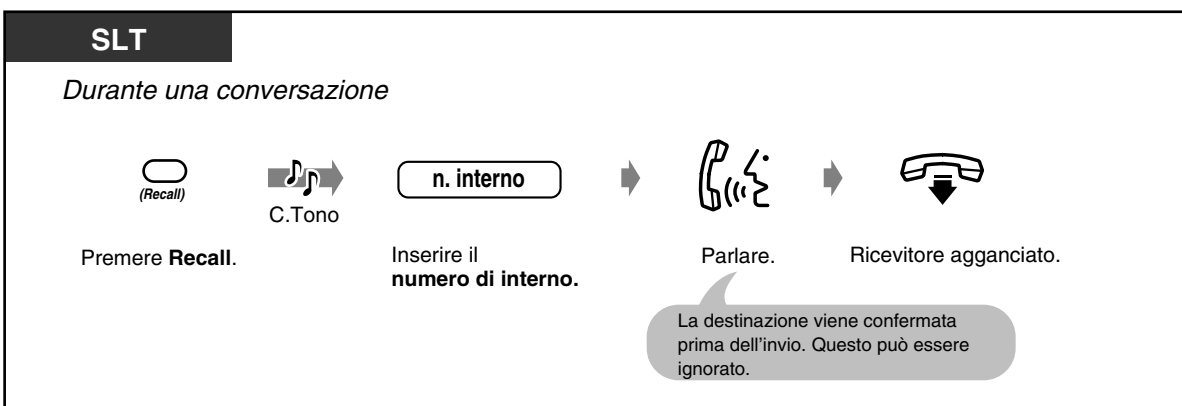 SLT
Durante una conversazione
(Recall)
C.Tono
n. interno
Premere Recall.
Inserire il
numero di interno.
Parlare.
Ricevitore agganciato.
La destinazione viene confermata
prima dell'invio. Questo può essere
ignorato.